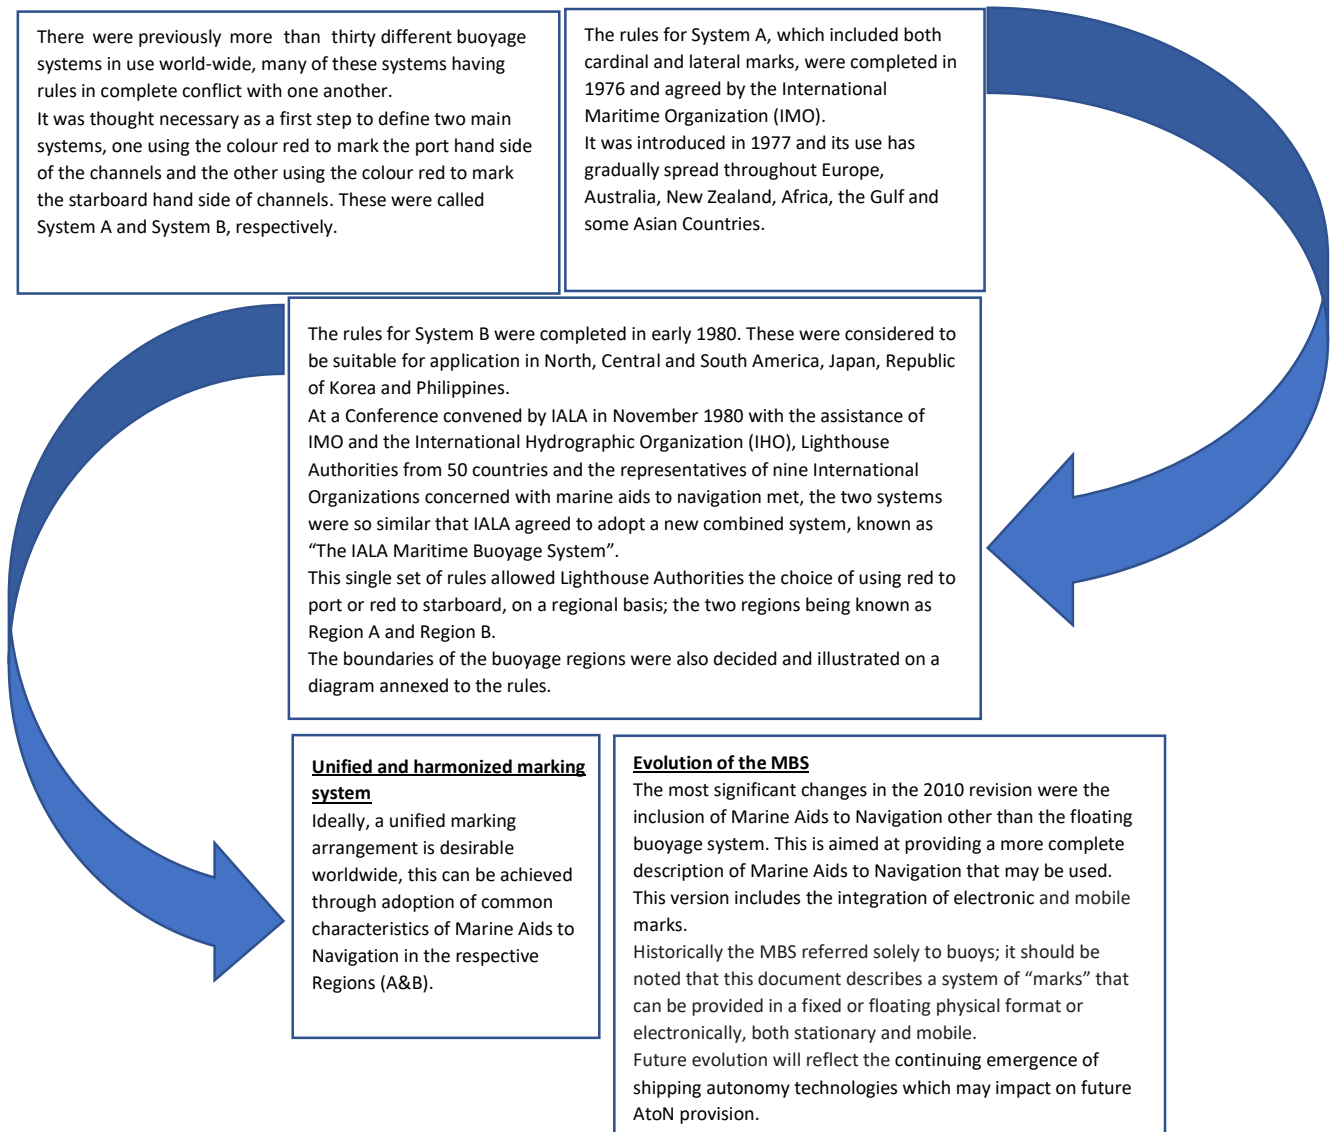 There were previously more than thirty different buoyage
systems in use world-wide, many of these systems having
rules in complete conflict with one another.
It was thought necessary as a first step to define two main
systems, one using the colour red to mark the port hand side
of the channels and the other using the colour red to mark
the starboard hand side of channels. These were called
System A and System B, respectively.
The rules for System A, which included both
cardinal and lateral marks, were completed in
1976 and agreed by the International
Maritime Organization (IMO).
It was introduced in 1977 and its use has
gradually spread throughout Europe,
Australia, New Zealand, Africa, the Gulf and
some Asian Countries.
The rules for System B were completed in early 1980. These were considered to
be suitable for application in North, Central and South America, Japan, Republic
of Korea and Philippines.
At a Conference convened by IALA in November 1980 with the assistance of
IMO and the International Hydrographic Organization (IHO), Lighthouse
Authorities from 50 countries and the representatives of nine International
Organizations concerned with marine aids to navigation met, the two systems
were so similar that IALA agreed to adopt a new combined system, known as
“The IALA Maritime Buoyage System”.
This single set of rules allowed Lighthouse Authorities the choice of using red to
port or red to starboard, on a regional basis; the two regions being known as
Region A and Region B.
The boundaries of the buoyage regions were also decided and illustrated on a
diagram annexed to the rules.
Unified and harmonized marking
system
Ideally, a unified marking
arrangement is desirable
worldwide, this can be achieved
through adoption of common
characteristics of Marine Aids to
Navigation in the respective
Regions (A&B).
Evolution of the MBS
The most significant changes in the 2010 revision were the
inclusion of Marine Aids to Navigation other than the floating
buoyage system. This is aimed at providing a more complete
description of Marine Aids to Navigation that may be used.
This version includes the integration of electronic and mobile
marks.
Historically the MBS referred solely to buoys; it should be
noted that this document describes a system of “marks” that
can be provided in a fixed or floating physical format or
electronically, both stationary and mobile.
Future evolution will reflect the continuing emergence of
shipping autonomy technologies which may impact on future
AtoN provision.